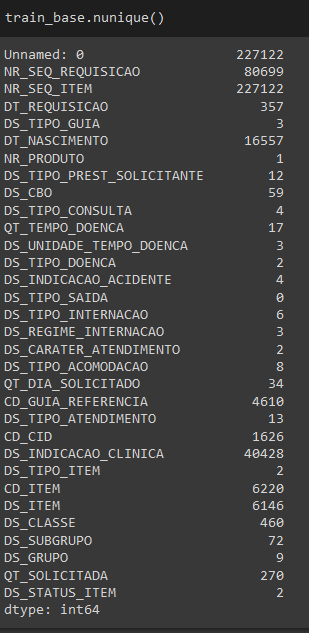 train_base.nunique()
Unnamed: 0 227122
NR_SEQ_REQUISICAO 80699
NR_SEQ_ITEM 227122
DT_REQUISICAO 357
DS_TIPO_GUIA 3
DT_NASCIMENTO 16557
NR_PRODUTO 1
DS_TIPO_PREST_SOLICITANTE 12
DS_CBO 59
DS_TIPO_CONSULTA 4
QT_TEMPO_DOENCA 17
DS_UNIDADE_TEMPO_DOENCA 3
DS_TIPO_DOENCA 2
DS_INDICACAO_ACIDENTE 4
DS_TIPO_SAIDA 0
DS_TIPO_INTERNACAO 6
DS_REGIME_INTERNACAO 3
DS_CARATER_ATENDIMENTO 2
DS_TIPO_ACOMODACAO 8
QT_DIA_SOLICITADO 34
CD_GUIA_REFERENCIA 4610
DS_TIPO_ATENDIMENTO 13
CD_CID 1626
DS_INDICACAO_CLINICA 40428
DS_TIPO_ITEM 2
CD_ITEM 6220
DS_ITEM 6146
DS_CLASSE 460
DS_SUBGRUPO 72
DS_GRUPO 9
QT_SOLICITADA 270
DS_STATUS_ITEM 2
dtype: int64